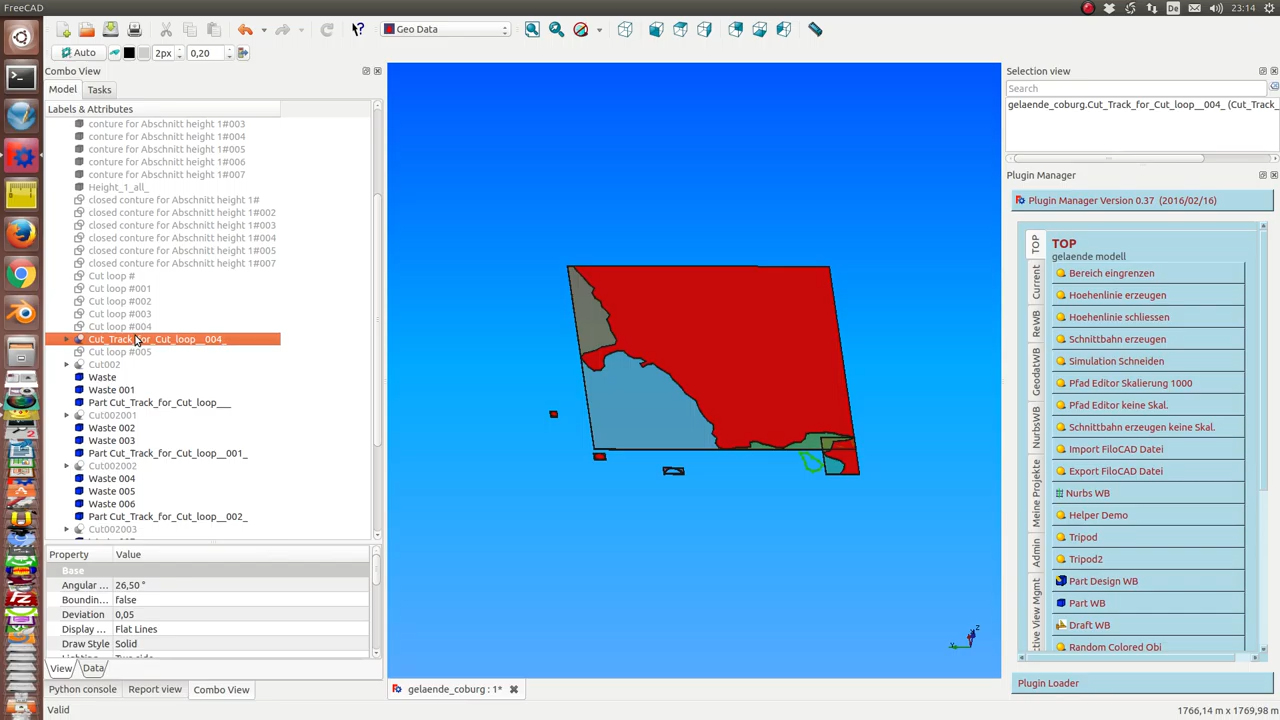 FreeCAD
De
23:14
Geo Data
Auto
2px
0,20
Combo View
Model
Tasks
Labels & Attributes
conture for Abschnitt height 1#003
conture for Abschnitt height 1#004
conture for Abschnitt height 1#005
conture for Abschnitt height 1#006
conture for Abschnitt height 1#007
Height_1_all_
closed conture for Abschnitt height 1#
closed conture for Abschnitt height 1#002
closed conture for Abschnitt height 1#003
closed conture for Abschnitt height 1#004
closed conture for Abschnitt height 1#005
closed conture for Abschnitt height 1#007
Cut loop #
Cut loop #001
Cut loop #002
Cut loop #003
Cut loop #004
Cut_Track_for_Cut_loop__004_
Cut loop #005
Cut002
Waste
Waste 001
Part Cut_Track_for_Cut_loop___
Cut002001
Waste 002
Waste 003
Part Cut_Track_for_Cut_loop__001_
Cut002002
Waste 004
Waste 005
Waste 006
Part Cut_Track_for_Cut_loop__002_
Cut002003
Property
Value
Base
Angular ...
26,50 °
Boundin...
false
Deviation
0,05
Display ...
Flat Lines
Draw Style
Solid
View
Data
Python console
Report view
Combo View
gelaende_coburg : 1*
Valid
Selection view
Search
gelaende_coburg.Cut_Track_for_Cut_loop__004_ (Cut_Track_
Plugin Manager
Plugin Manager Version 0.37 (2016/02/16)
TOP
Current
ReWB
GeodatWB
NurbsWB
Meine Projekte
Admin
ctive View Mgmt
TOP
gelaende modell
Bereich eingrenzen
Hoehenlinie erzeugen
Hoehenlinie schliessen
Schnittbahn erzeugen
Simulation Schneiden
Pfad Editor Skalierung 1000
Pfad Editor keine Skal.
Schnittbahn erzeugen keine Skal.
Import FiloCAD Datei
Export FiloCAD Datei
Nurbs WB
Helper Demo
Tripod
Tripod2
Part Design WB
Part WB
Draft WB
Random Colored Obj
Plugin Loader
1766,14 m x 1769,98 m